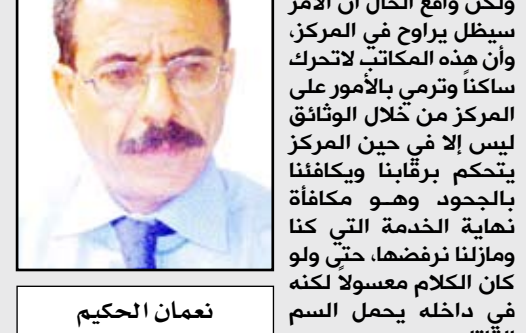 ولكن واقع الحال أن الأمر
سيظل يراوح في المركز،
وأن هذه المكاتب لاتحرك
ساكناً وترمي بالأمور على
المركز من خلال الوثائق
ليس إلا في حين المركز
يتحكم برقابنا ويكافئنا
بالجحود وهــو مكافأة
نهاية الخدمة التي كنا
ومازلنا نرفضها، حتى ولو
كان الكلام معسولاً لكنه
في داخله يحمل السم
نعمان الحكيم